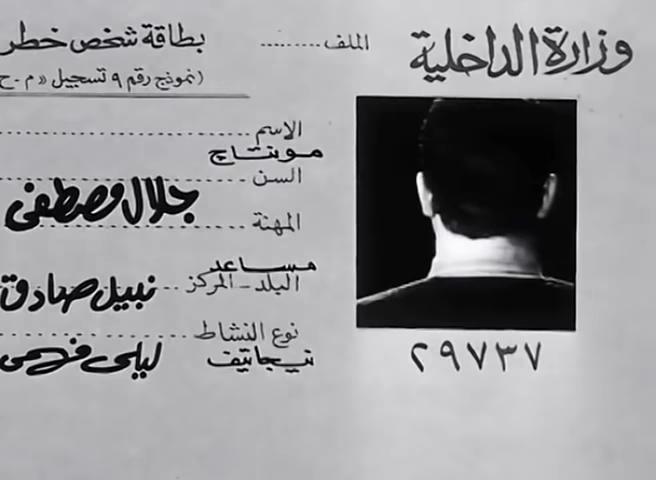 وزارة الداخلية
الملف ..........
بطاقة شخص خطر
(نموذج رقم ٩ تسجيل « م - ح
الاسم
مونتاچ
السن
جلال مصطفى
المهنة
مساعد
البلد - المركز
نبيل صادق
نوع النشاط
نيجاتيف
ليلى فهمى
٢٩٧٣٧